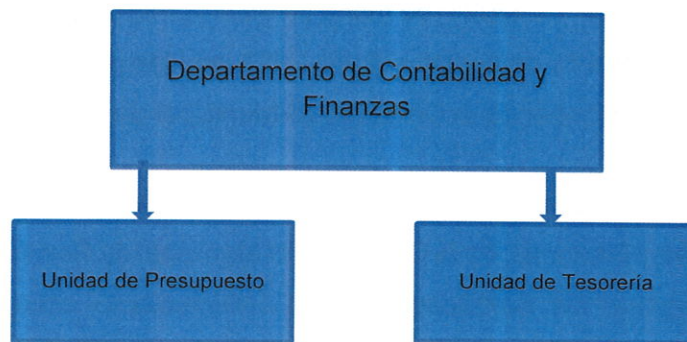 Departamento de Contabilidad y
Finanzas
Unidad de Presupuesto
Unidad de Tesorería